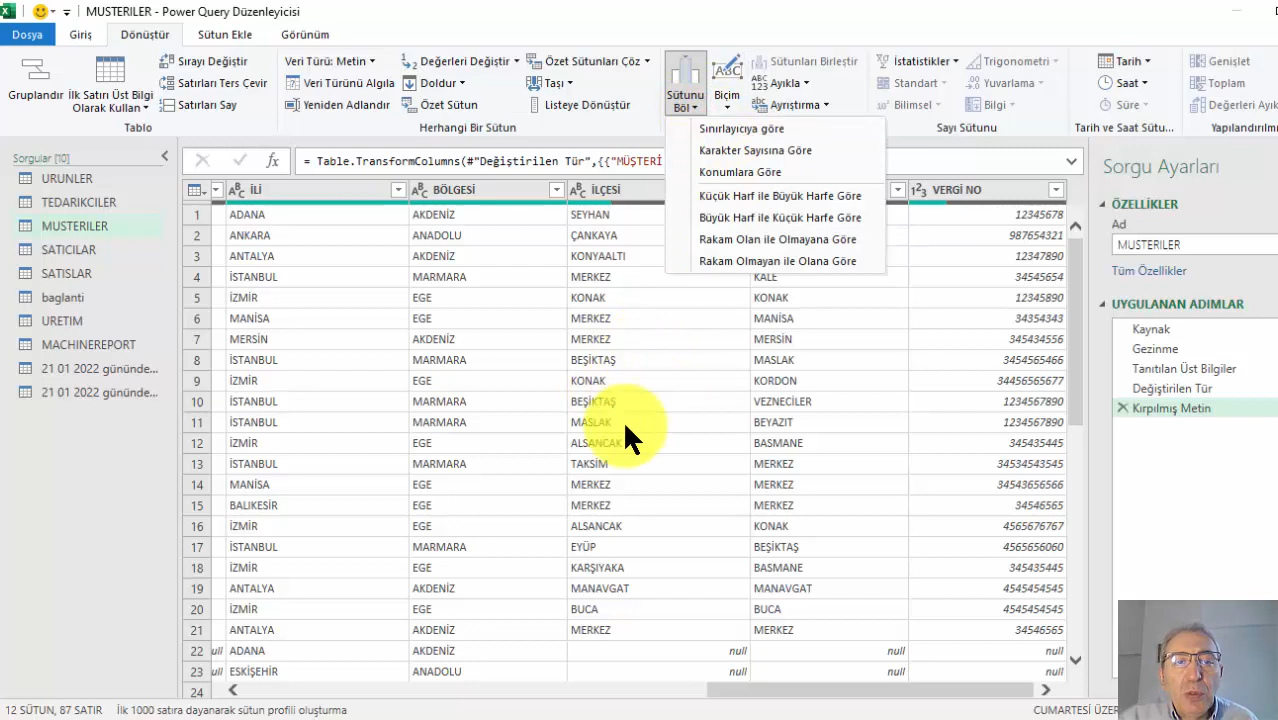 MUSTERILER - Power Query Düzenleyicisi
Dosya Giriş Dönüştür Sütun Ekle Görünüm
Gruplandır
İlk Satırı Üst Bilgi
Olarak Kullan
Sırayı Değiştir
Satırları Ters Çevir
Satırları Say
Tablo
Veri Türü: Metin
Veri Türünü Algıla
Yeniden Adlandır
Değerleri Değiştir
Doldur
Özet Sütun
Özet Sütunları Çöz
Taşı
Listeye Dönüştür
Herhangi Bir Sütun
Sütunu
Böl
Biçim
Sütunları Birleştir
Ayıkla
Ayrıştırma
İstatistikler
Standart
Bilimsel
Trigonometri
Yuvarlama
Bilgi
Sayı Sütunu
Tarih
Saat
Süre
Tarih ve Saat Sütu...
Genişlet
Toplam
Değerleri Ayıkl
Yapılandırıl
Sınırlayıcıya göre
Karakter Sayısına Göre
Konumlara Göre
Küçük Harf ile Büyük Harfe Göre
Büyük Harf ile Küçük Harfe Göre
Rakam Olan ile Olmayana Göre
Rakam Olmayan ile Olana Göre
Sorgular [10]
URUNLER
TEDARIKCILER
MUSTERILER
SATICILAR
SATISLAR
baglanti
URETIM
MACHINEREPORT
21 01 2022 gününde...
21 01 2022 gününde...
fx = Table.TransformColumns(#"Değiştirilen Tür",{{"MÜŞTERİ
İLİ BÖLGESİ İLÇESİ VERGİ NO
1 ADANA AKDENİZ SEYHAN 12345678
2 ANKARA ANADOLU ÇANKAYA 987654321
3 ANTALYA AKDENİZ KONYAALTI 12347890
4 İSTANBUL MARMARA MERKEZ KALE 34545654
5 İZMİR EGE KONAK KONAK 12345890
6 MANİSA EGE MERKEZ MANİSA 34354343
7 MERSİN AKDENİZ MERKEZ MERSİN 345434556
8 İSTANBUL MARMARA BEŞİKTAŞ MASLAK 3454565466
9 İZMİR EGE KONAK KORDON 34456565677
10 İSTANBUL MARMARA BEŞİKTAŞ VEZNECİLER 1234567890
11 İSTANBUL MARMARA MASLAK BEYAZIT 1234567890
12 İZMİR EGE ALSANCAK BASMANE 345435445
13 İSTANBUL MARMARA TAKSİM MERKEZ 34534543545
14 MANİSA EGE MERKEZ MERKEZ 34543656566
15 BALIKESİR EGE MERKEZ MERKEZ 34546565
16 İZMİR EGE ALSANCAK KONAK 4565676767
17 İSTANBUL MARMARA EYÜP BEŞİKTAŞ 4565656060
18 İZMİR EGE KARŞIYAKA BASMANE 345435445
19 ANTALYA AKDENİZ MANAVGAT MANAVGAT 4545454545
20 İZMİR EGE BUCA BUCA 4545454545
21 ANTALYA AKDENİZ MERKEZ MERKEZ 34546565
22 ull ADANA AKDENİZ null null null
23 ull ESKİŞEHİR ANADOLU null null null
24
Sorgu Ayarları
ÖZELLİKLER
Ad
MUSTERILER
Tüm Özellikler
UYGULANAN ADIMLAR
Kaynak
Gezinme
Tanıtılan Üst Bilgiler
Değiştirilen Tür
Kırpılmış Metin
12 SÜTUN, 87 SATIR İlk 1000 satıra dayanarak sütun profili oluşturma CUMARTESİ ÜZER